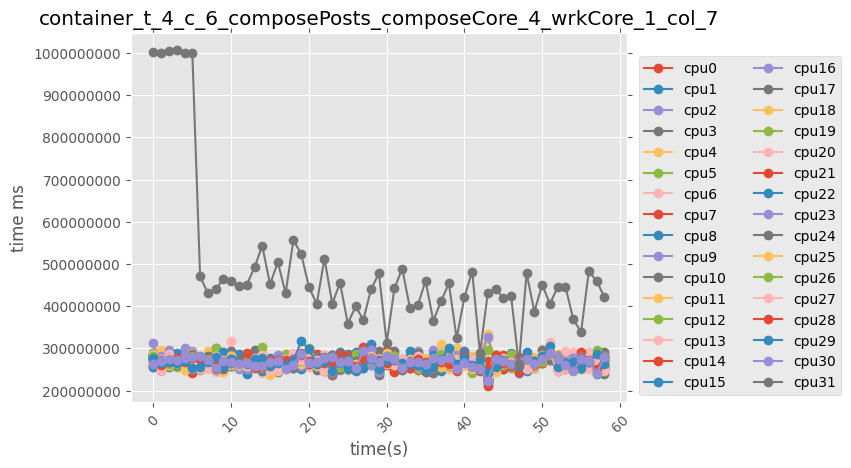 container_t_4_c_6_composePosts_composeCore_4_wrkCore_1_col_7
time ms
1000000000
900000000
800000000
700000000
600000000
500000000
400000000
300000000
200000000
0
10
20
30
40
50
60
time(s)
cpu0
cpu1
cpu2
cpu3
cpu4
cpu5
cpu6
cpu7
cpu8
cpu9
cpu10
cpu11
cpu12
cpu13
cpu14
cpu15
cpu16
cpu17
cpu18
cpu19
cpu20
cpu21
cpu22
cpu23
cpu24
cpu25
cpu26
cpu27
cpu28
cpu29
cpu30
cpu31